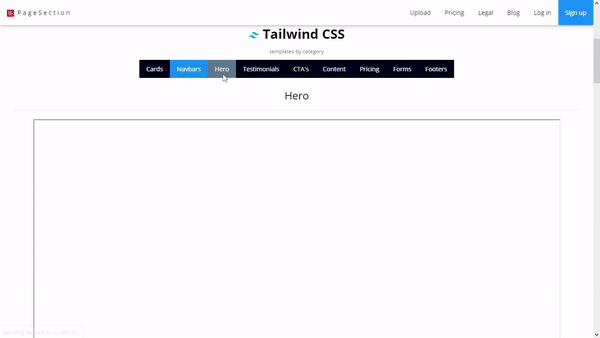 PageSection
Upload Pricing Legal Blog Log in Sign up
Tailwind CSS
templates by category
Cards Navbars Hero Testimonials CTA's Content Pricing Forms Footers
Hero